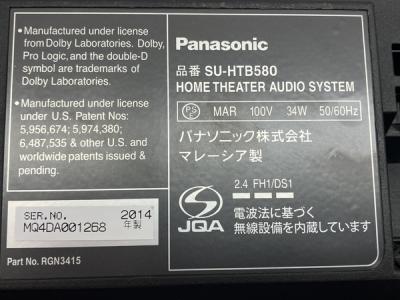 • Manufactured under license
from Dolby Laboratories. Dolby,
Pro Logic, and the double-D
symbol are trademarks of
Dolby Laboratories.
• Manufactured under license
under U.S. Patent Nos:
5,956,674; 5,974,380;
6,487,535 & other U.S. and
worldwide patents issued &
pending.
SER.NO. 2014
MQ4DA001268 年製
Part No. RGN3415
Panasonic
品番 SU-HTB580
HOME THEATER AUDIO SYSTEM
PS E MAR 100V 34W 50/60Hz
パナソニック株式会社
マレーシア製
2.4 FH1/DS1
JQA
電波法に基づく
無線設備を内蔵しています